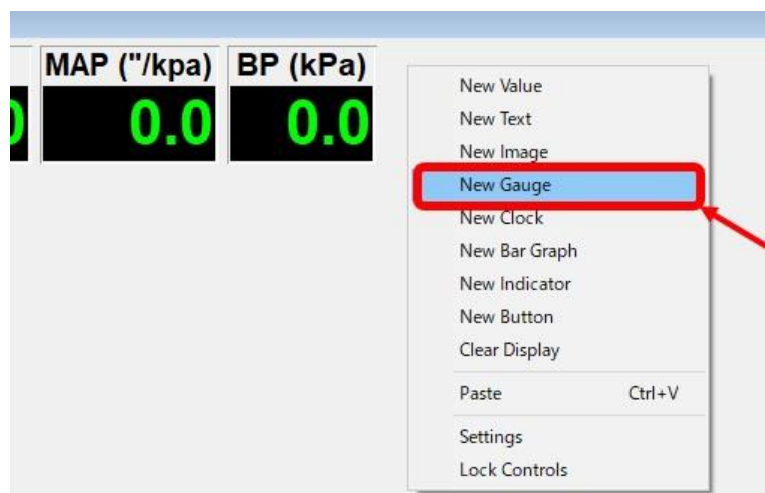 MAP ("/kpa) BP (kPa)
0.0 0.0
New Value
New Text
New Image
New Gauge
New Clock
New Bar Graph
New Indicator
New Button
Clear Display
Paste Ctrl+V
Settings
Lock Controls